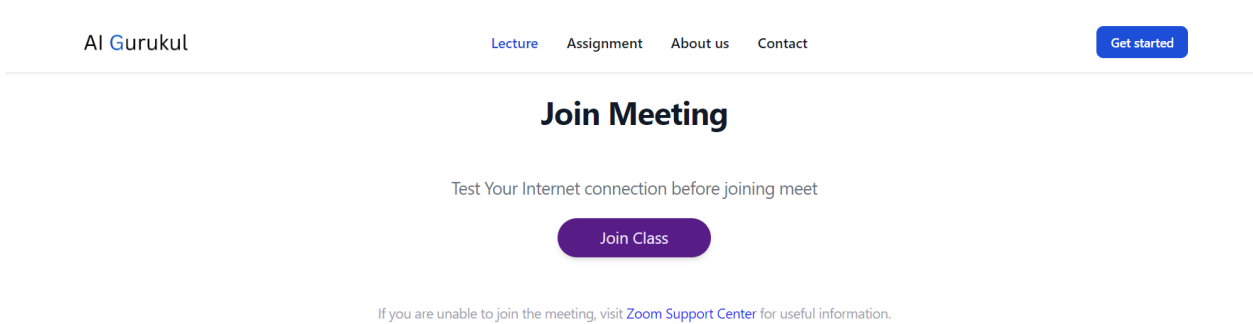 AI Gurukul Lecture Assignment About us Contact Get started
Join Meeting
Test Your Internet connection before joining meet
Join Class
If you are unable to join the meeting, visit Zoom Support Center for useful information.